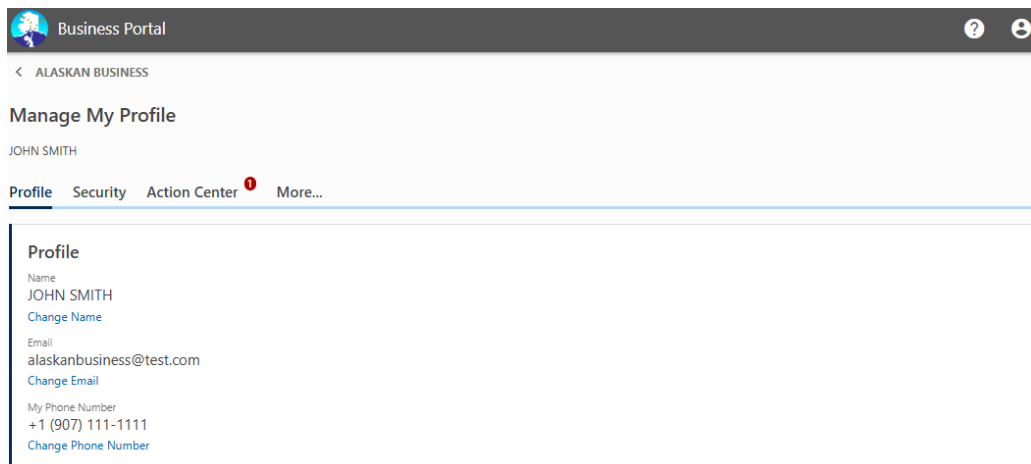 Business Portal
?
< ALASKAN BUSINESS
Manage My Profile
JOHN SMITH
Profile Security Action Center 1 More...
Profile
Name
JOHN SMITH
Change Name
Email
alaskanbusiness@test.com
Change Email
My Phone Number
+1 (907) 111-1111
Change Phone Number